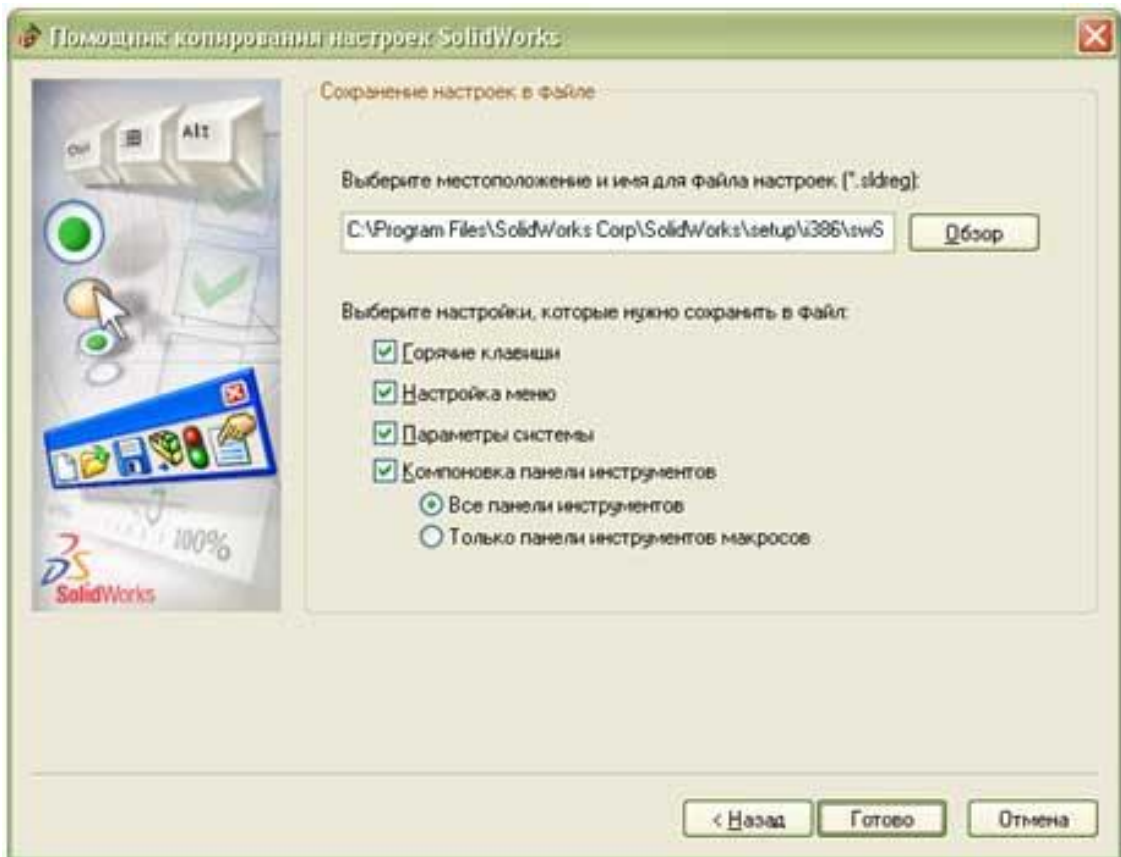 Помощник копирования настроек SolidWorks
Сохранение настроек в файле
Ctrl
Alt
Выберите местоположение и имя для файла настроек (*.sldreg):
C:\Program Files\SolidWorks Corp\SolidWorks\setup\i386\swS
Обзор
Выберите настройки, которые нужно сохранить в файл:
Горячие клавиши
Настройка меню
Параметры системы
Компоновка панели инструментов
Все панели инструментов
Только панели инструментов макросов
100%
SolidWorks
< Назад
Готово
Отмена